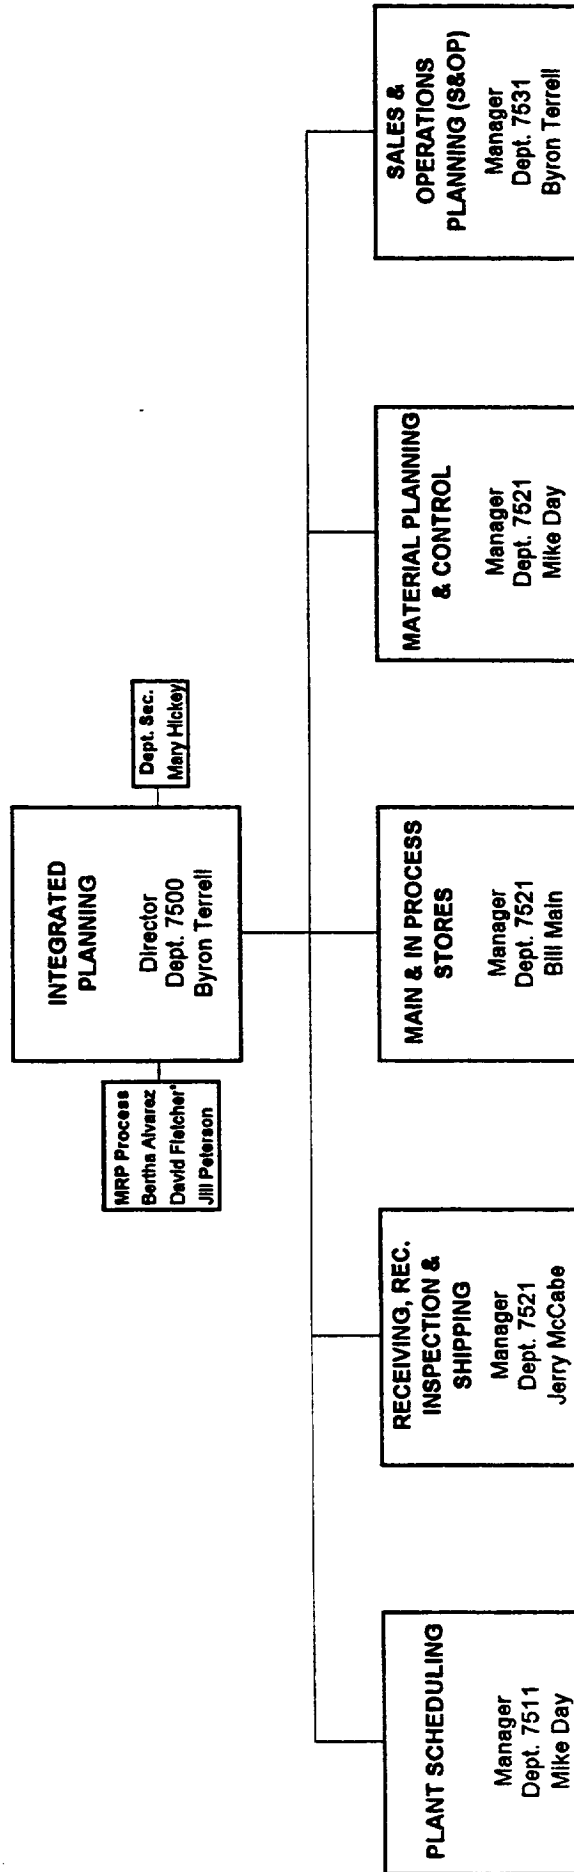 INTEGRATED
PLANNING
Director
Dept. 7500
Byron Terrell
MRP Process
Bertha Alvarez
David Fletcher*
Jill Peterson
Dept. Sec.
Mary Hickey
PLANT SCHEDULING
Manager
Dept. 7511
Mike Day
RECEIVING, REC.
INSPECTION &
SHIPPING
Manager
Dept. 7521
Jerry McCabe
MAIN & IN PROCESS
STORES
Manager
Dept. 7521
Bill Main
MATERIAL PLANNING
& CONTROL
Manager
Dept. 7521
Mike Day
SALES &
OPERATIONS
PLANNING (S&OP)
Manager
Dept. 7531
Byron Terrell